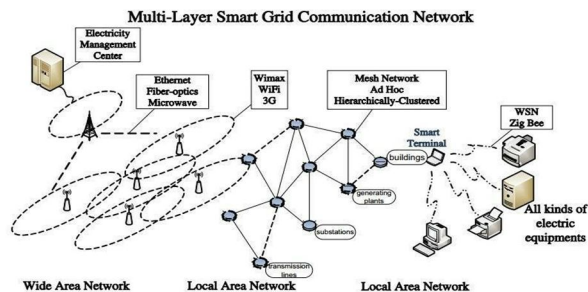 Multi-Layer Smart Grid Communication Network
Electricity
Management
Center
Ethernet
Fiber-optics
Microwave
Wimax
WiFi
3G
Mesh Network
Ad Hoc
Hierarchically-Clustered
WSN
Zig Bee
Smart
Terminal
buildings
generating
plants
substations
transmission
lines
All kinds of
electric
equipments
Wide Area Network
Local Area Network
Local Area Network